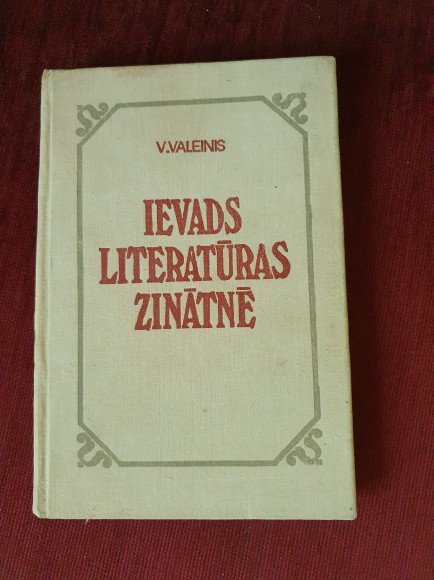 V.VALEINIS
IEVADS
LITERATŪRAS
ZINĀTNĒ